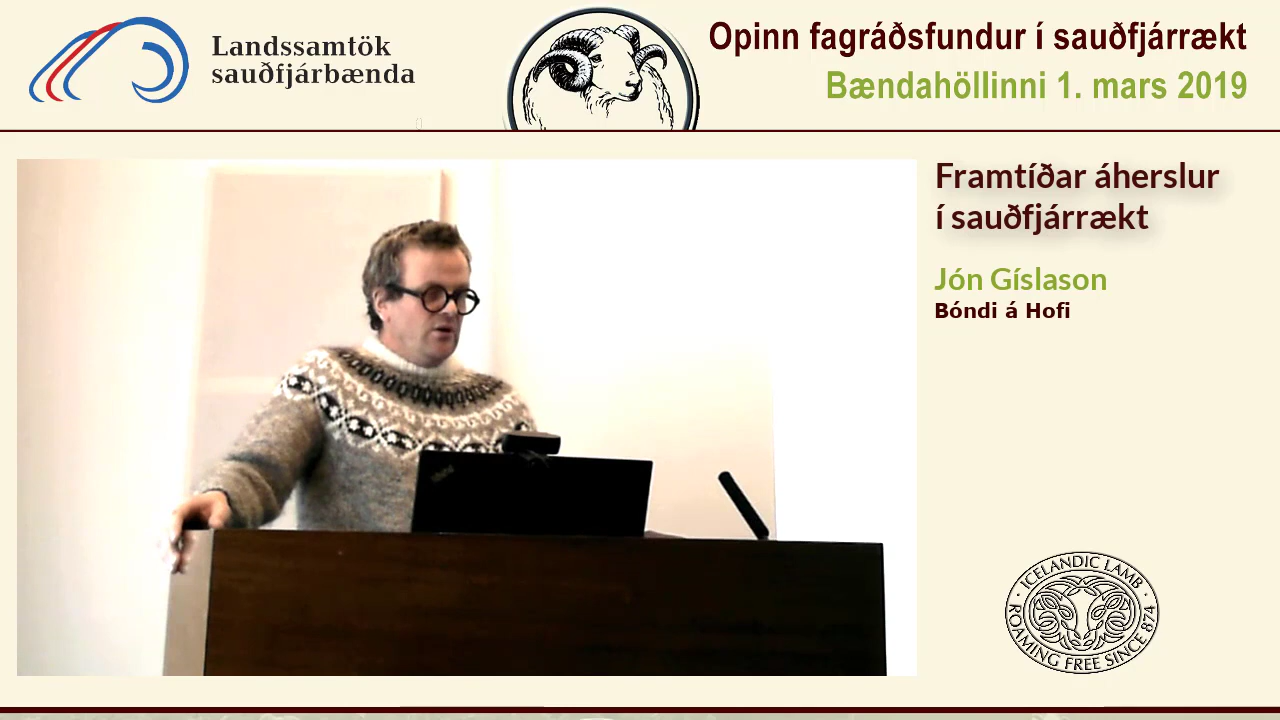 Landssamtök
sauðfjárbænda
Opinn fagráðsfundur í sauðfjárrækt
Bændahöllinni 1. mars 2019
Framtíðar áherslur
í sauðfjárrækt
Jón Gíslason
Bóndi á Hofi
· ICELANDIC LAMB ·
ROAMING FREE SINCE 874